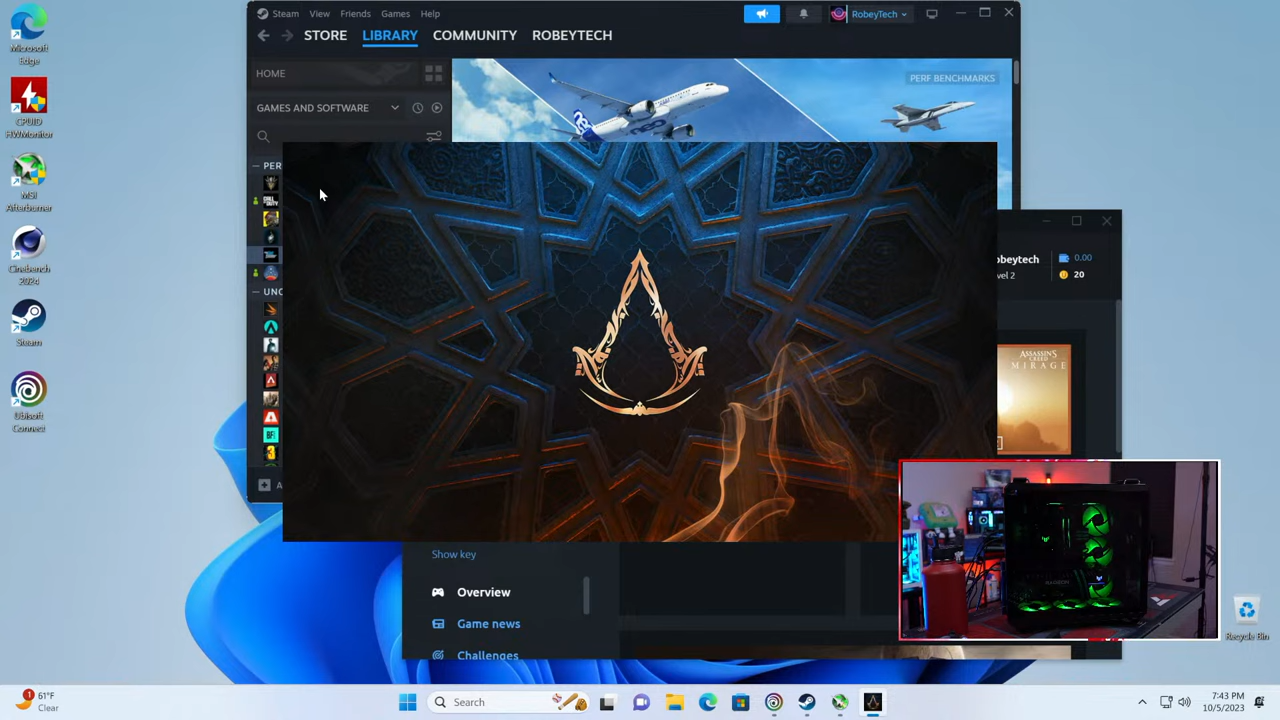 Microsoft
Edge
CPUID
HWMonitor
MSI
Afterburner
Cinebench
2024
Steam
Ubisoft
Connect
Steam View Friends Games Help
RobeyTech
STORE LIBRARY COMMUNITY ROBEYTECH
HOME
GAMES AND SOFTWARE
PERF BENCHMARKS
PER
UNC
A
obeytech
vel 2
0.00
20
ASSASSIN'S
CREED
MIRAGE
Show key
Overview
Game news
Challenges
Recycle Bin
1
61°F
Clear
Search
7:43 PM
10/5/2023